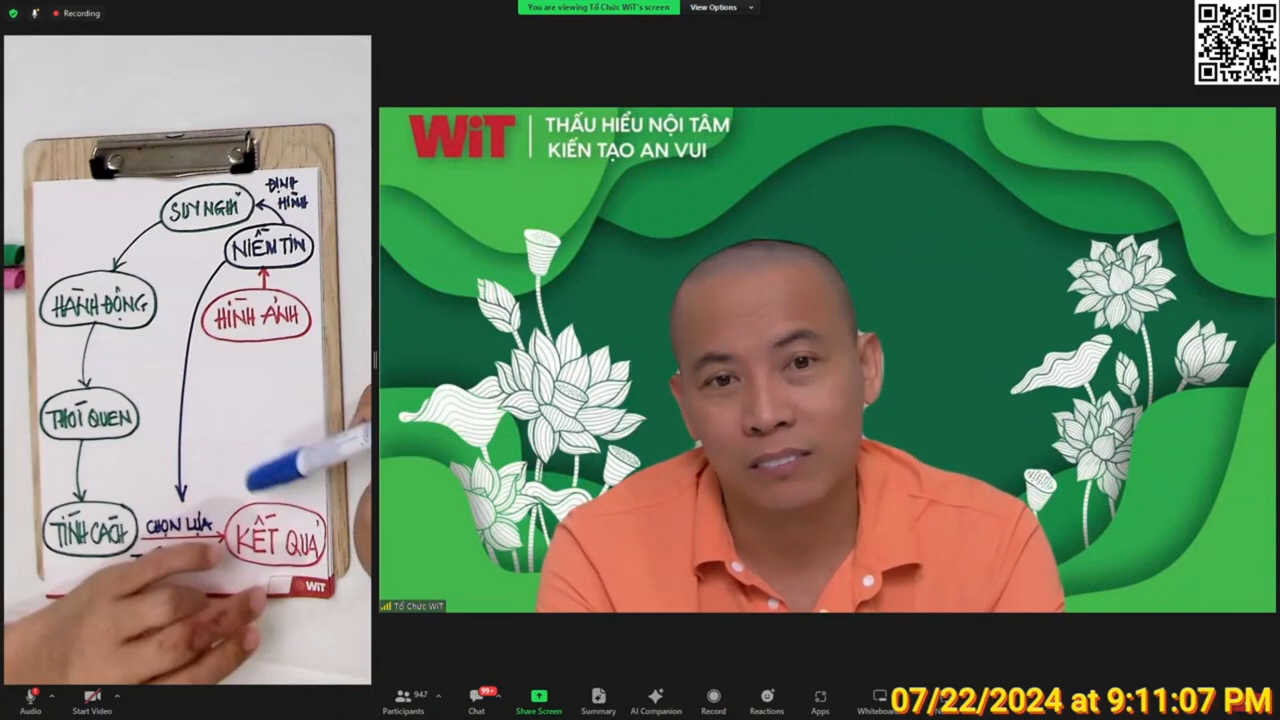 Recording
You are viewing Tổ Chức WiT's screen
View Options
WiT
THẤU HIỂU NỘI TÂM
KIẾN TẠO AN VUI
ĐỊNH
HÌNH
SUY NGHĨ
NIỀM TIN
HÌNH ẢNH
HÀNH ĐỘNG
THÓI QUEN
TÍNH CÁCH
CHỌN LỰA
KẾT QUẢ
WiT
Tổ Chức WiT
Audio
Start Video
Participants
947
Chat
99+
Share Screen
Summary
AI Companion
Record
Reactions
Apps
07/22/2024 at 9:11:07 PM